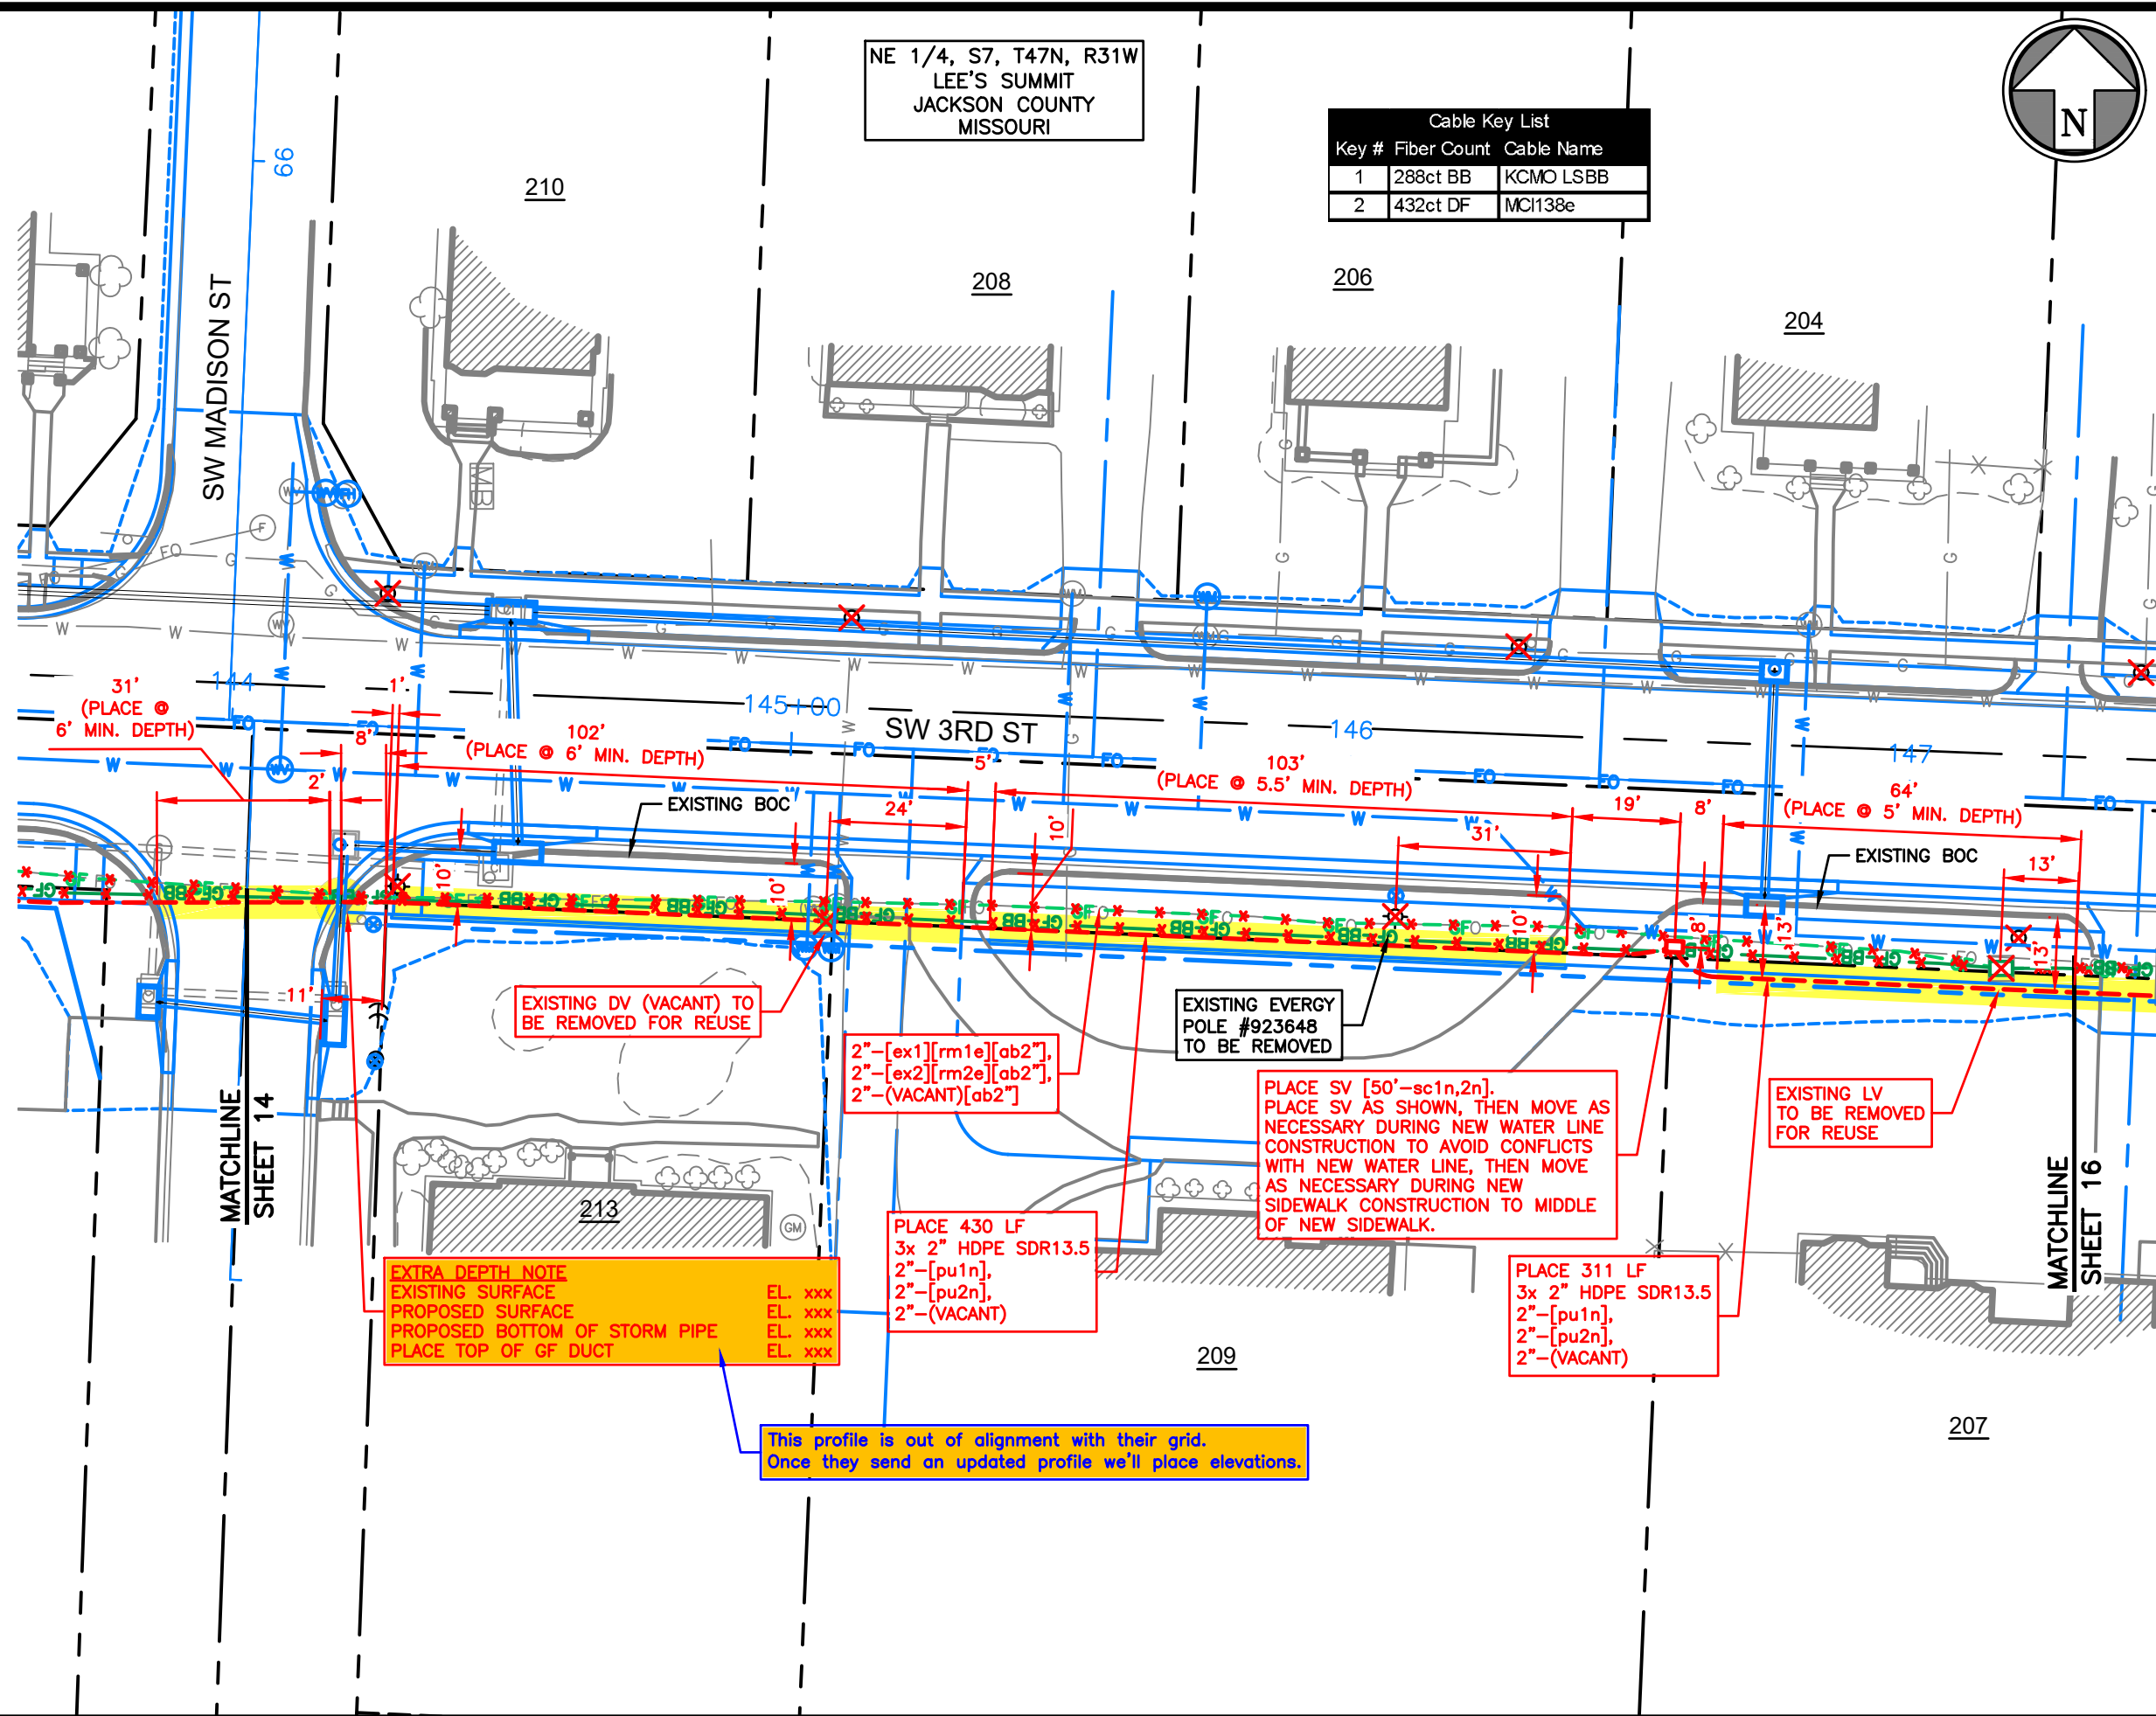 NE 1/4, S7, T47N, R31W
LEE'S SUMMIT
JACKSON COUNTY
MISSOURI
N
Cable Key List
Key # Fiber Count Cable Name
1 288ct BB KCMO LSBB
2 432ct DF MCI138e
99
210
208
206
204
SW MADISON ST
MB
144
145+00
SW 3RD ST
146
147
31'
(PLACE @
6' MIN. DEPTH)
8'
1'
2'
102'
(PLACE @ 6' MIN. DEPTH)
5'
24'
103'
(PLACE @ 5.5' MIN. DEPTH)
10'
31'
19'
8'
64'
(PLACE @ 5' MIN. DEPTH)
13'
EXISTING BOC
EXISTING BOC
10'
10'
10'
8'
13'
13'
11'
EXISTING DV (VACANT) TO
BE REMOVED FOR REUSE
2"-[ex1][rm1e][ab2"],
2"-[ex2][rm2e][ab2"],
2"-(VACANT)[ab2"]
EXISTING EVERGY
POLE #923648
TO BE REMOVED
PLACE SV [50'-sc1n,2n].
PLACE SV AS SHOWN, THEN MOVE AS
NECESSARY DURING NEW WATER LINE
CONSTRUCTION TO AVOID CONFLICTS
WITH NEW WATER LINE, THEN MOVE
AS NECESSARY DURING NEW
SIDEWALK CONSTRUCTION TO MIDDLE
OF NEW SIDEWALK.
EXISTING LV
TO BE REMOVED
FOR REUSE
MATCHLINE
SHEET 14
MATCHLINE
SHEET 16
213
GM
PLACE 430 LF
3x 2" HDPE SDR13.5
2"-[pu1n],
2"-[pu2n],
2"-(VACANT)
PLACE 311 LF
3x 2" HDPE SDR13.5
2"-[pu1n],
2"-[pu2n],
2"-(VACANT)
EXTRA DEPTH NOTE
EXISTING SURFACE EL. xxx
PROPOSED SURFACE EL. xxx
PROPOSED BOTTOM OF STORM PIPE EL. xxx
PLACE TOP OF GF DUCT EL. xxx
209
207
This profile is out of alignment with their grid.
Once they send an updated profile we'll place elevations.